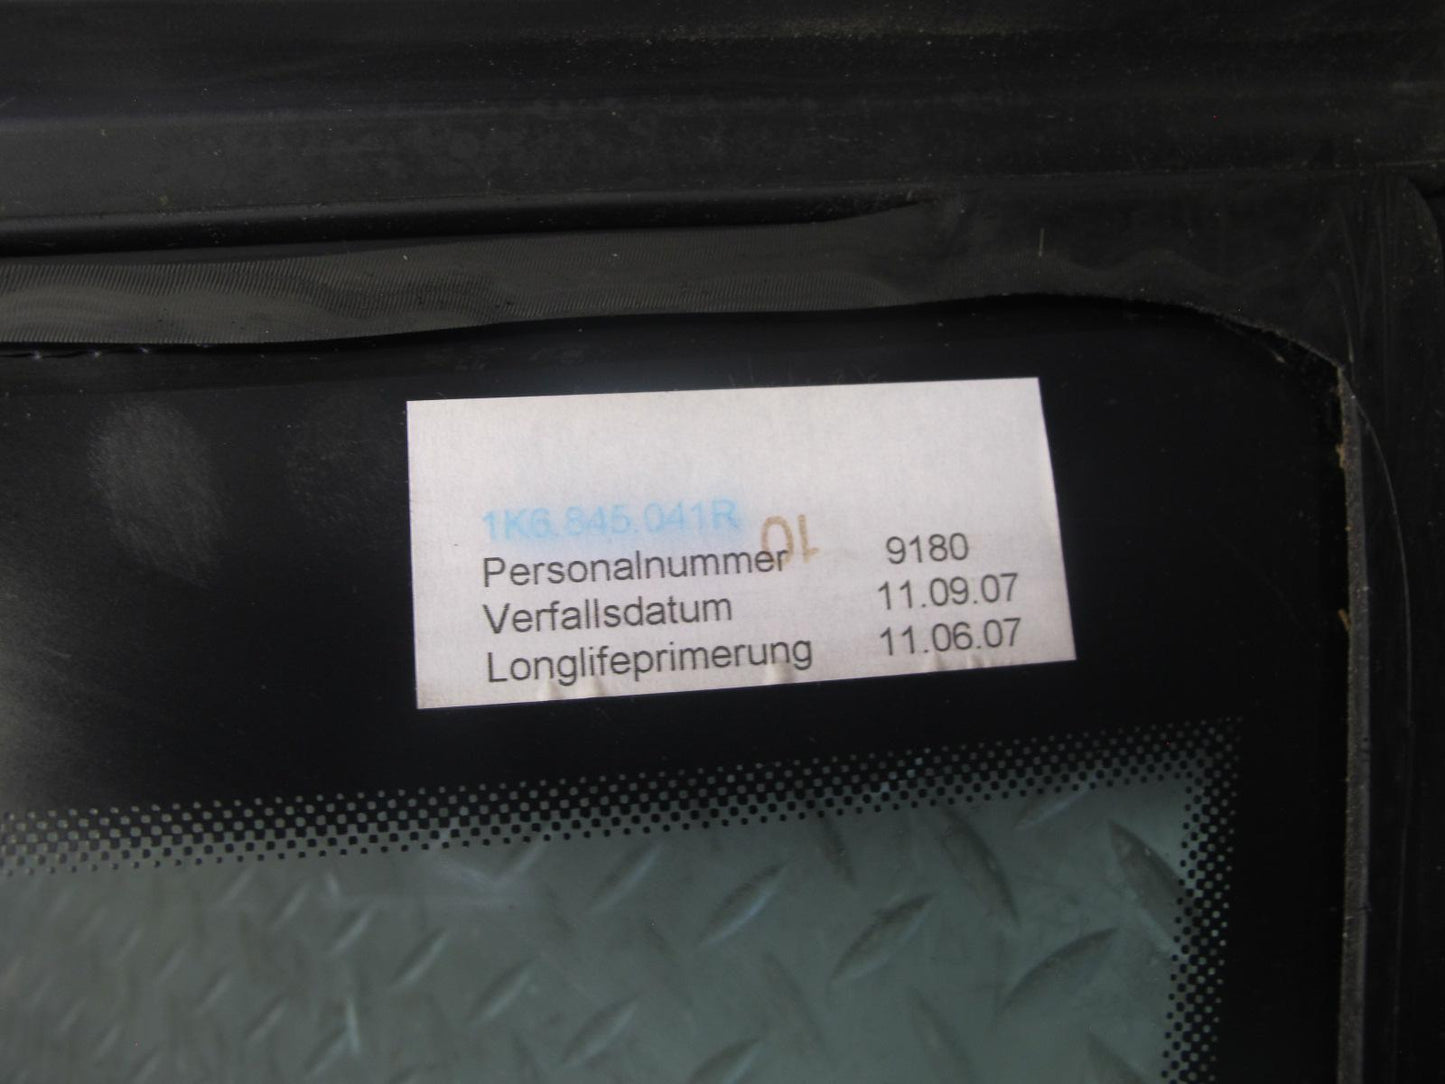 1K6.845.041R
Personalnummer 9180
Verfallsdatum 11.09.07
Longlifeprimerung 11.06.07